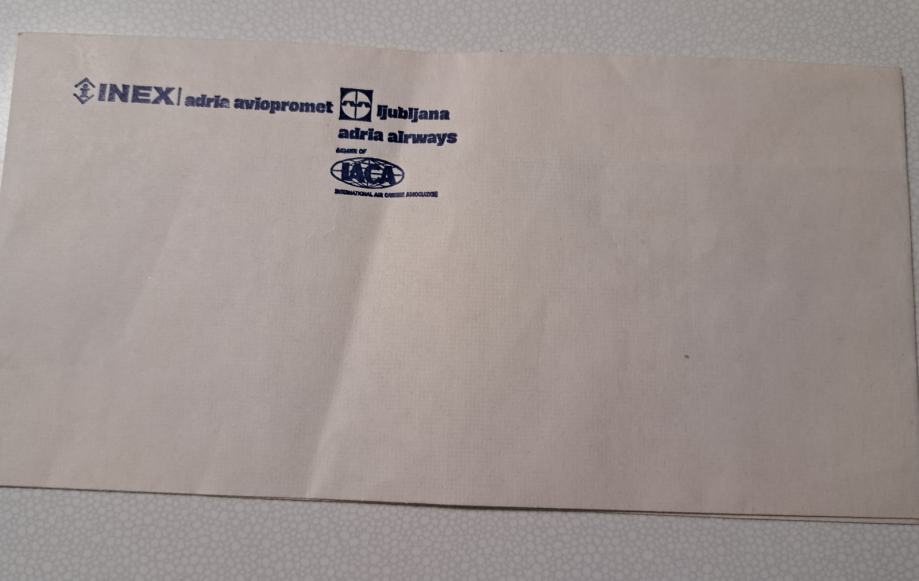 INEX | adria aviopromet ljubljana
adria airways
MEMBER OF
IACA
INTERNATIONAL AIR CARRIER ASSOCIATION